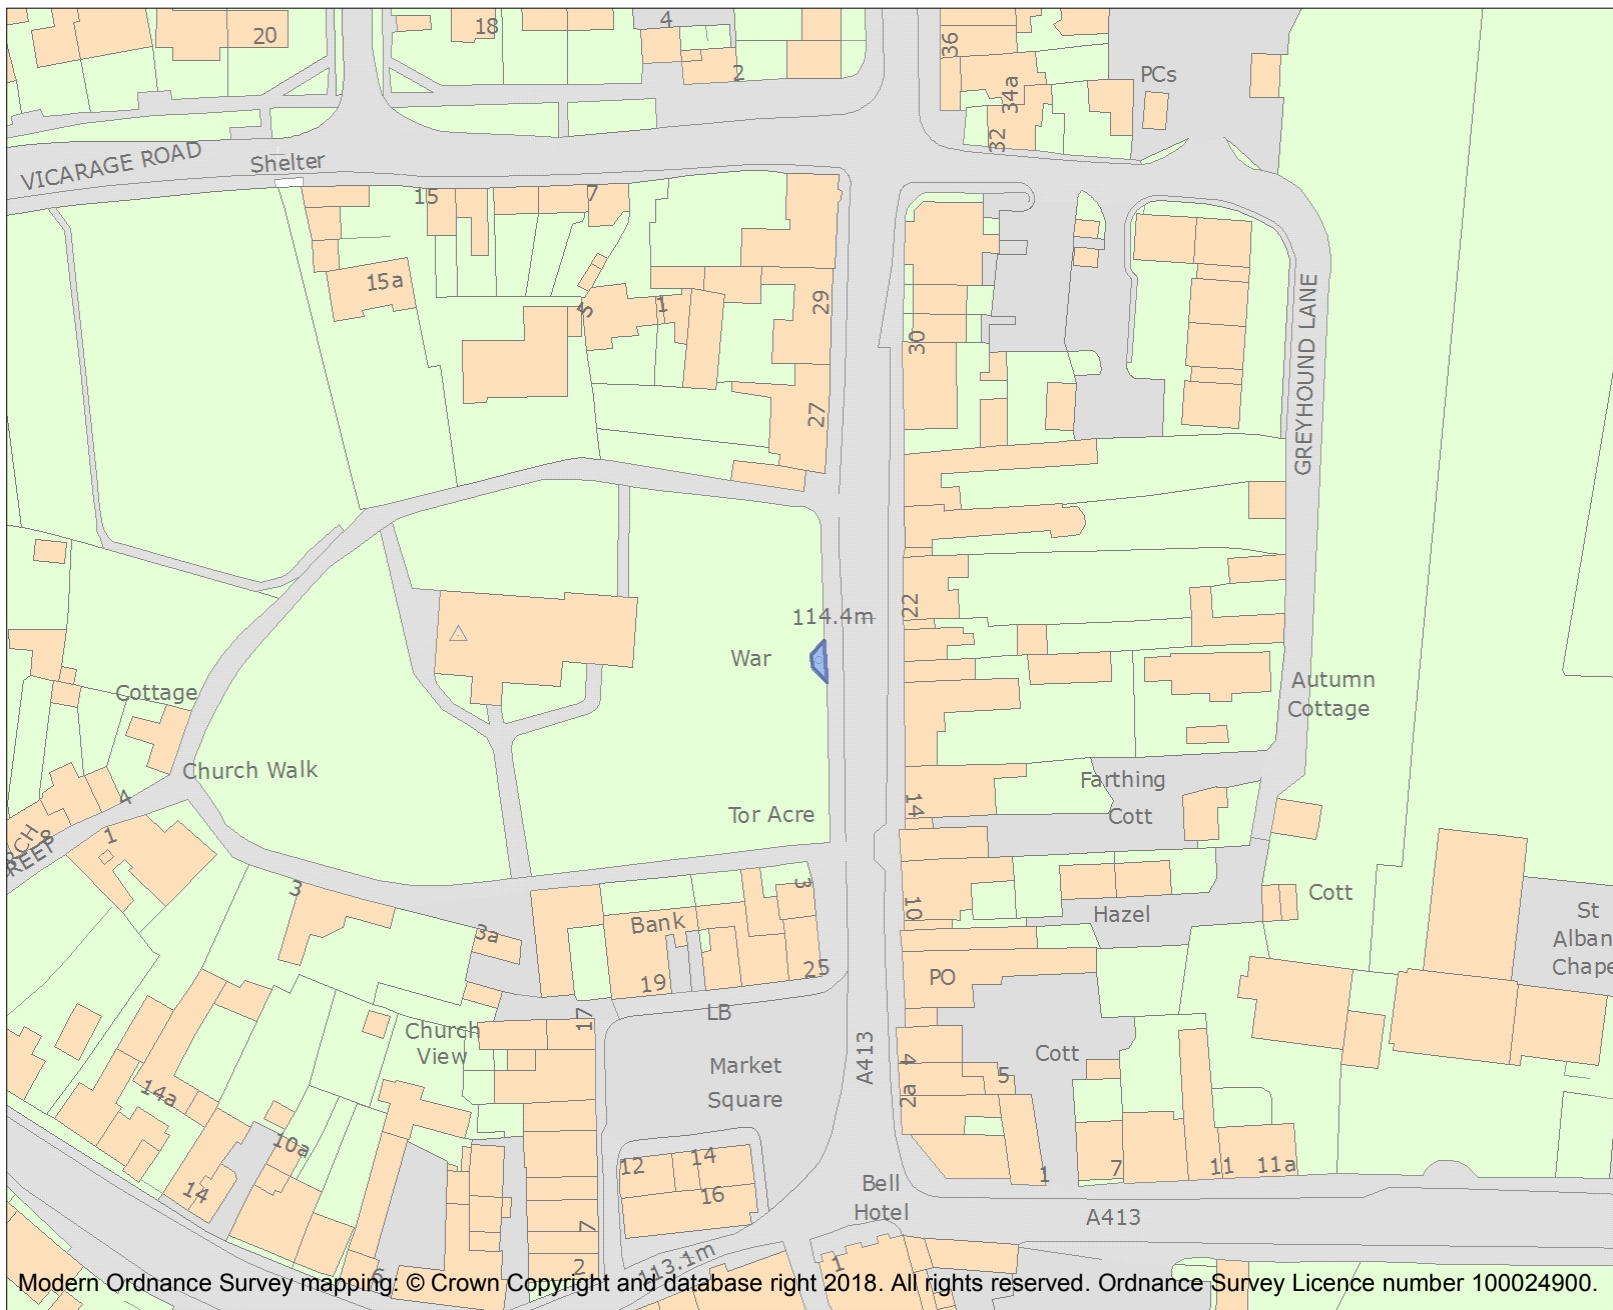 20
18
4
2
36
34a
32
PCs
VICARAGE ROAD
Shelter
15
7
15a
5
1
29
30
27
GREYHOUND LANE
22
114.4m
War
Cottage
Autumn
Cottage
Church Walk
Farthing
Cott
14
Tor Acre
4
1
8
RCH
REEP
3
3a
3
Bank
19
25
10
Hazel
Cott
St
Alban
Chape
PO
LB
17
Church
View
Market
Square
A413
Cott
4
2a
5
14a
10a
14
12
14
16
7
2
6
1
7
11
11a
Bell
Hotel
A413
113.1m
1
Modern Ordnance Survey mapping: © Crown Copyright and database right 2018. All rights reserved. Ordnance Survey Licence number 100024900.